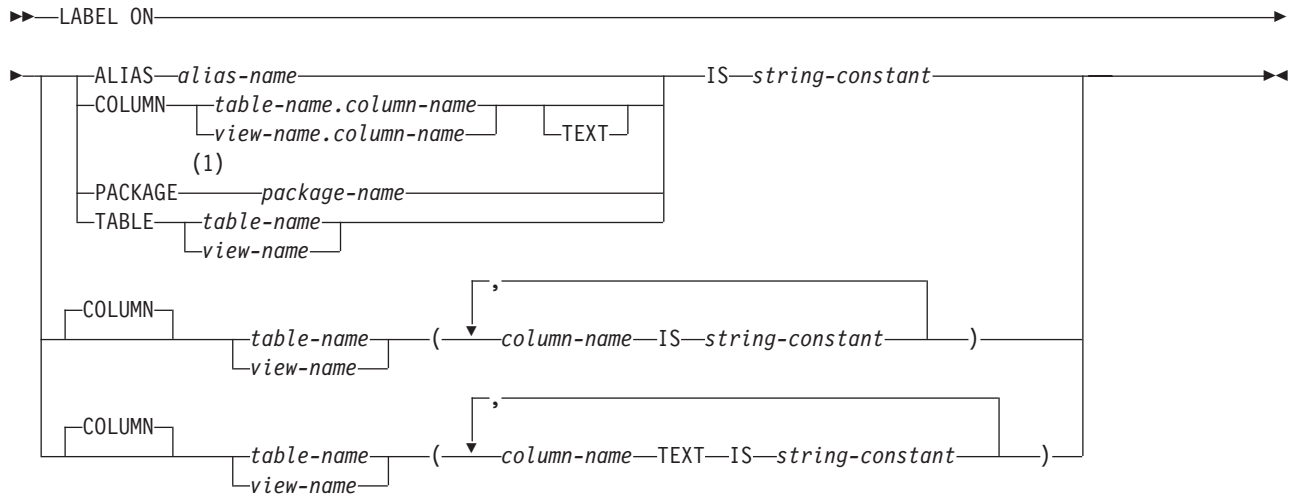 LABEL ON
ALIAS alias-name IS string-constant
COLUMN table-name.column-name
view-name.column-name TEXT
(1)
PACKAGE package-name
TABLE table-name
view-name
,
COLUMN
table-name ( column-name IS string-constant )
view-name
,
COLUMN
table-name ( column-name TEXT IS string-constant )
view-name